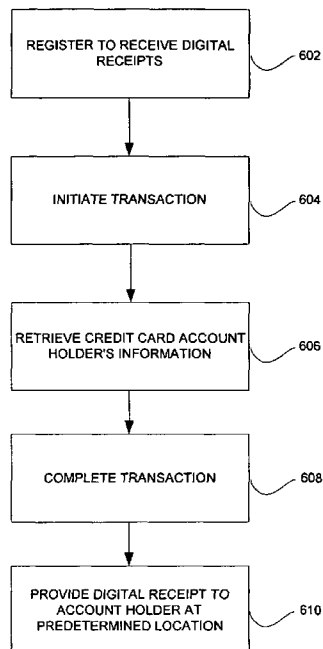 REGISTER TO RECEIVE DIGITAL
RECEIPTS
602
INITIATE TRANSACTION
604
RETRIEVE CREDIT CARD ACCOUNT
HOLDER'S INFORMATION
606
COMPLETE TRANSACTION
608
PROVIDE DIGITAL RECEIPT TO
ACCOUNT HOLDER AT
PREDETERMINED LOCATION
610